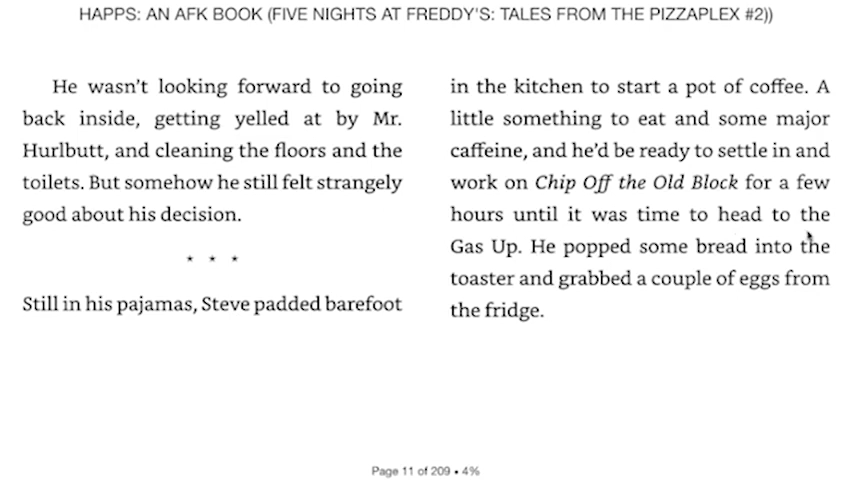 HAPPS: AN AFK BOOK (FIVE NIGHTS AT FREDDY'S: TALES FROM THE PIZZAPLEX #2))
He wasn't looking forward to going
back inside, getting yelled at by Mr.
Hurlbutt, and cleaning the floors and the
toilets. But somehow he still felt strangely
good about his decision.
* * *
Still in his pajamas, Steve padded barefoot
in the kitchen to start a pot of coffee. A
little something to eat and some major
caffeine, and he'd be ready to settle in and
work on Chip Off the Old Block for a few
hours until it was time to head to the
Gas Up. He popped some bread into the
toaster and grabbed a couple of eggs from
the fridge.
Page 11 of 209 • 4%